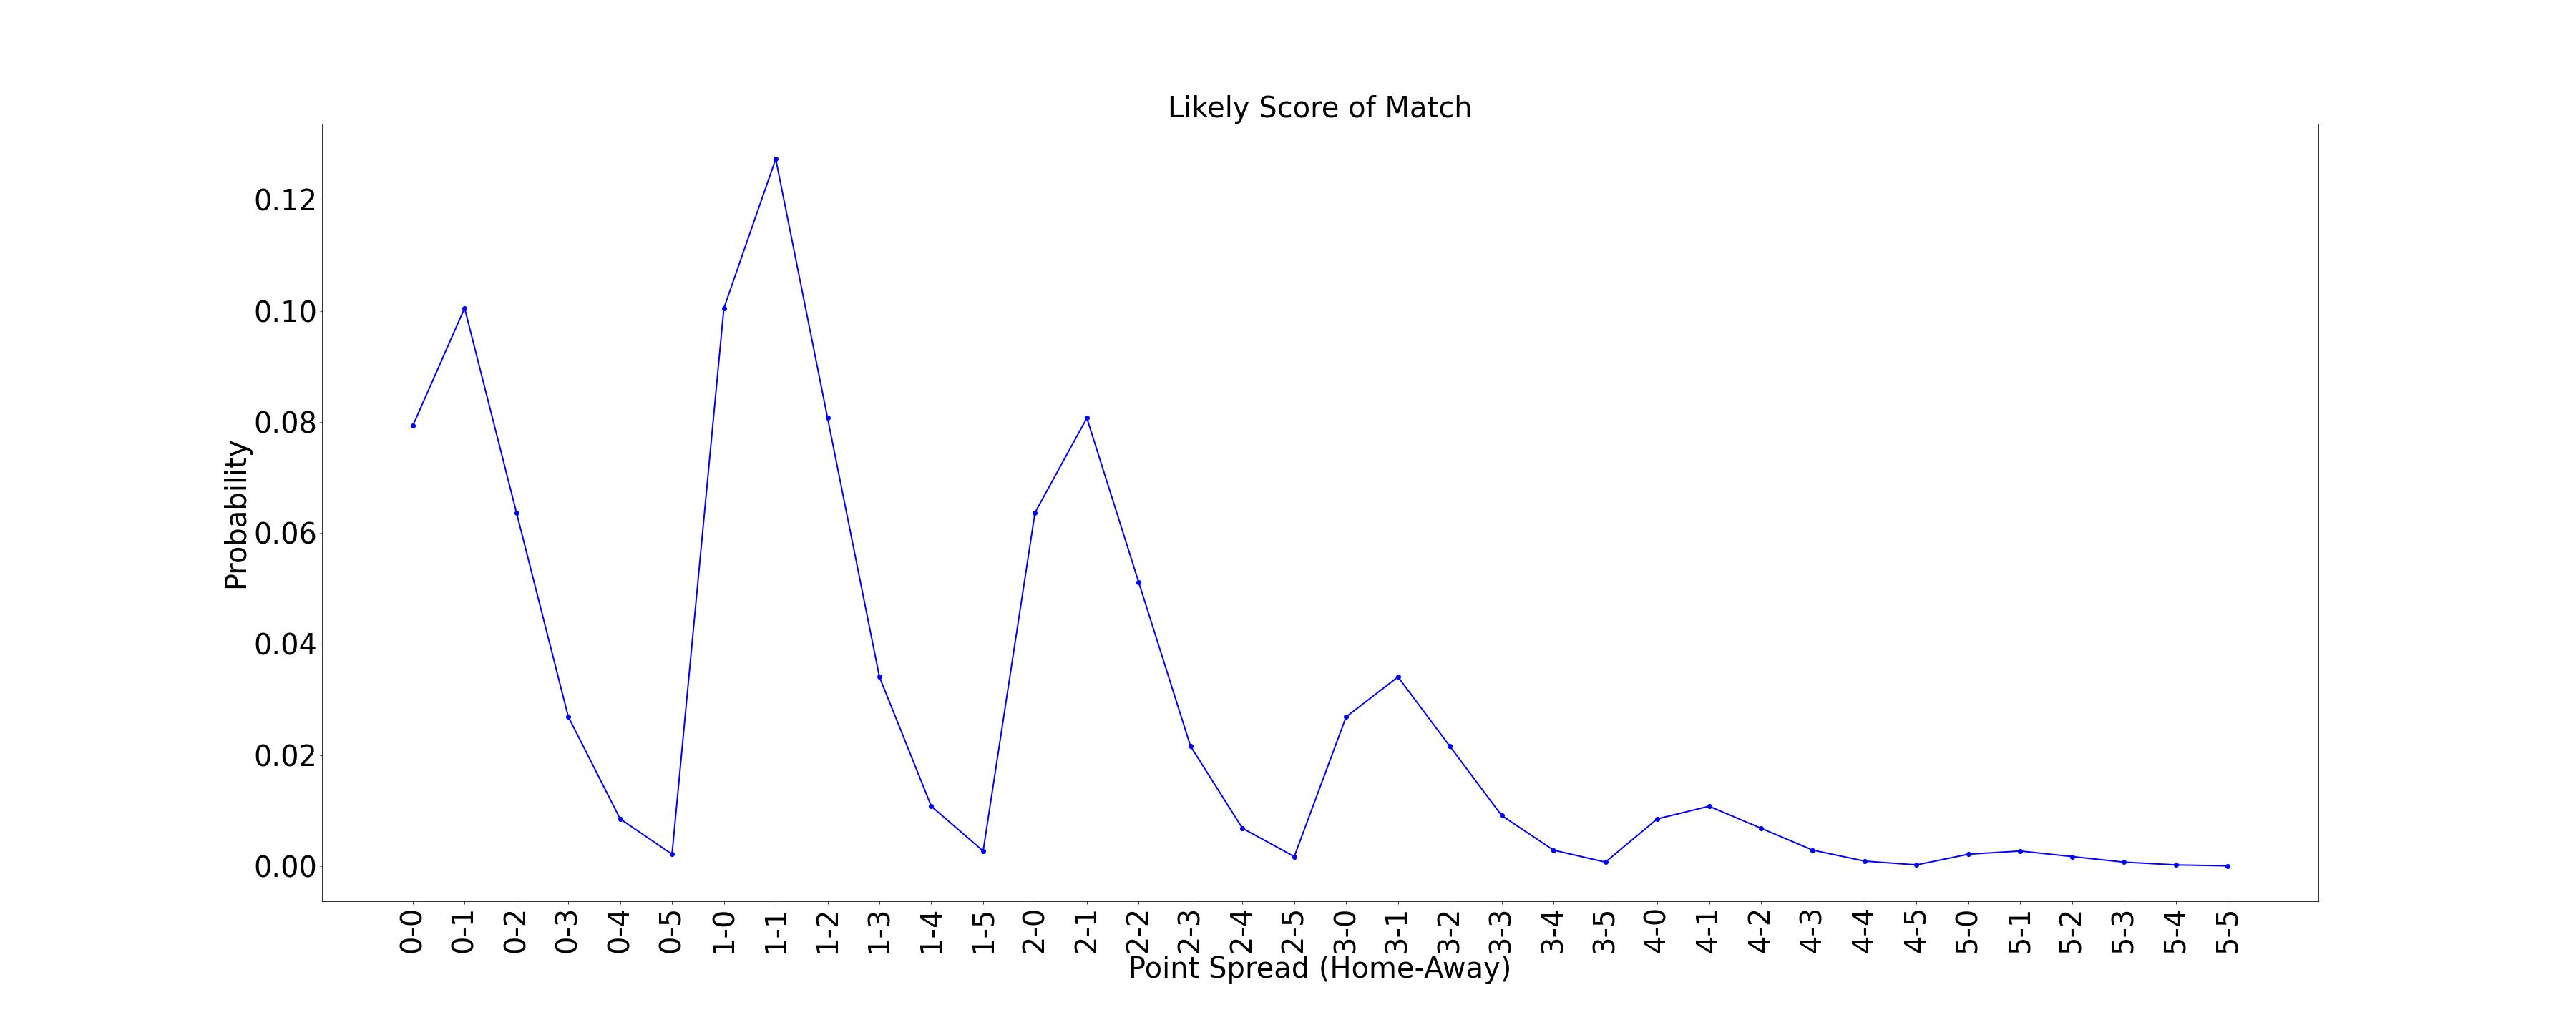 Likely Score of Match
Probability
0.12
0.10
0.08
0.06
0.04
0.02
0.00
0-0 0-1 0-2 0-3 0-4 0-5 1-0 1-1 1-2 1-3 1-4 1-5 2-0 2-1 2-2 2-3 2-4 2-5 3-0 3-1 3-2 3-3 3-4 3-5 4-0 4-1 4-2 4-3 4-4 4-5 5-0 5-1 5-2 5-3 5-4 5-5
Point Spread (Home-Away)